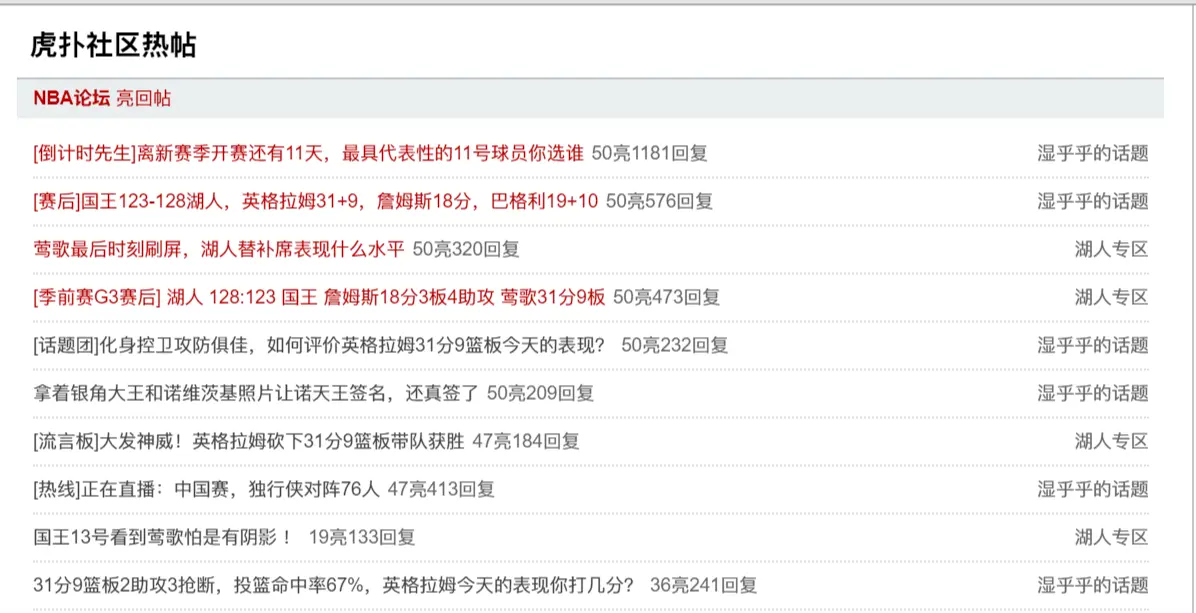 虎扑社区热帖
NBA论坛 亮回帖
[倒计时先生]离新赛季开赛还有11天，最具代表性的11号球员你选谁 50亮1181回复 湿乎乎的话题
[赛后]国王123-128湖人，英格拉姆31+9，詹姆斯18分，巴格利19+10 50亮576回复 湿乎乎的话题
莺歌最后时刻刷屏，湖人替补席表现什么水平 50亮320回复 湖人专区
[季前赛G3赛后] 湖人 128:123 国王 詹姆斯18分3板4助攻 莺歌31分9板 50亮473回复 湖人专区
[话题团]化身控卫攻防俱佳，如何评价英格拉姆31分9篮板今天的表现？ 50亮232回复 湿乎乎的话题
拿着银角大王和诺维茨基照片让诺天王签名，还真签了 50亮209回复 湿乎乎的话题
[流言板]大发神威！英格拉姆砍下31分9篮板带队获胜 47亮184回复 湖人专区
[热线]正在直播：中国赛，独行侠对阵76人 47亮413回复 湿乎乎的话题
国王13号看到莺歌怕是有阴影！ 19亮133回复 湖人专区
31分9篮板2助攻3抢断，投篮命中率67%，英格拉姆今天的表现你打几分？ 36亮241回复 湿乎乎的话题